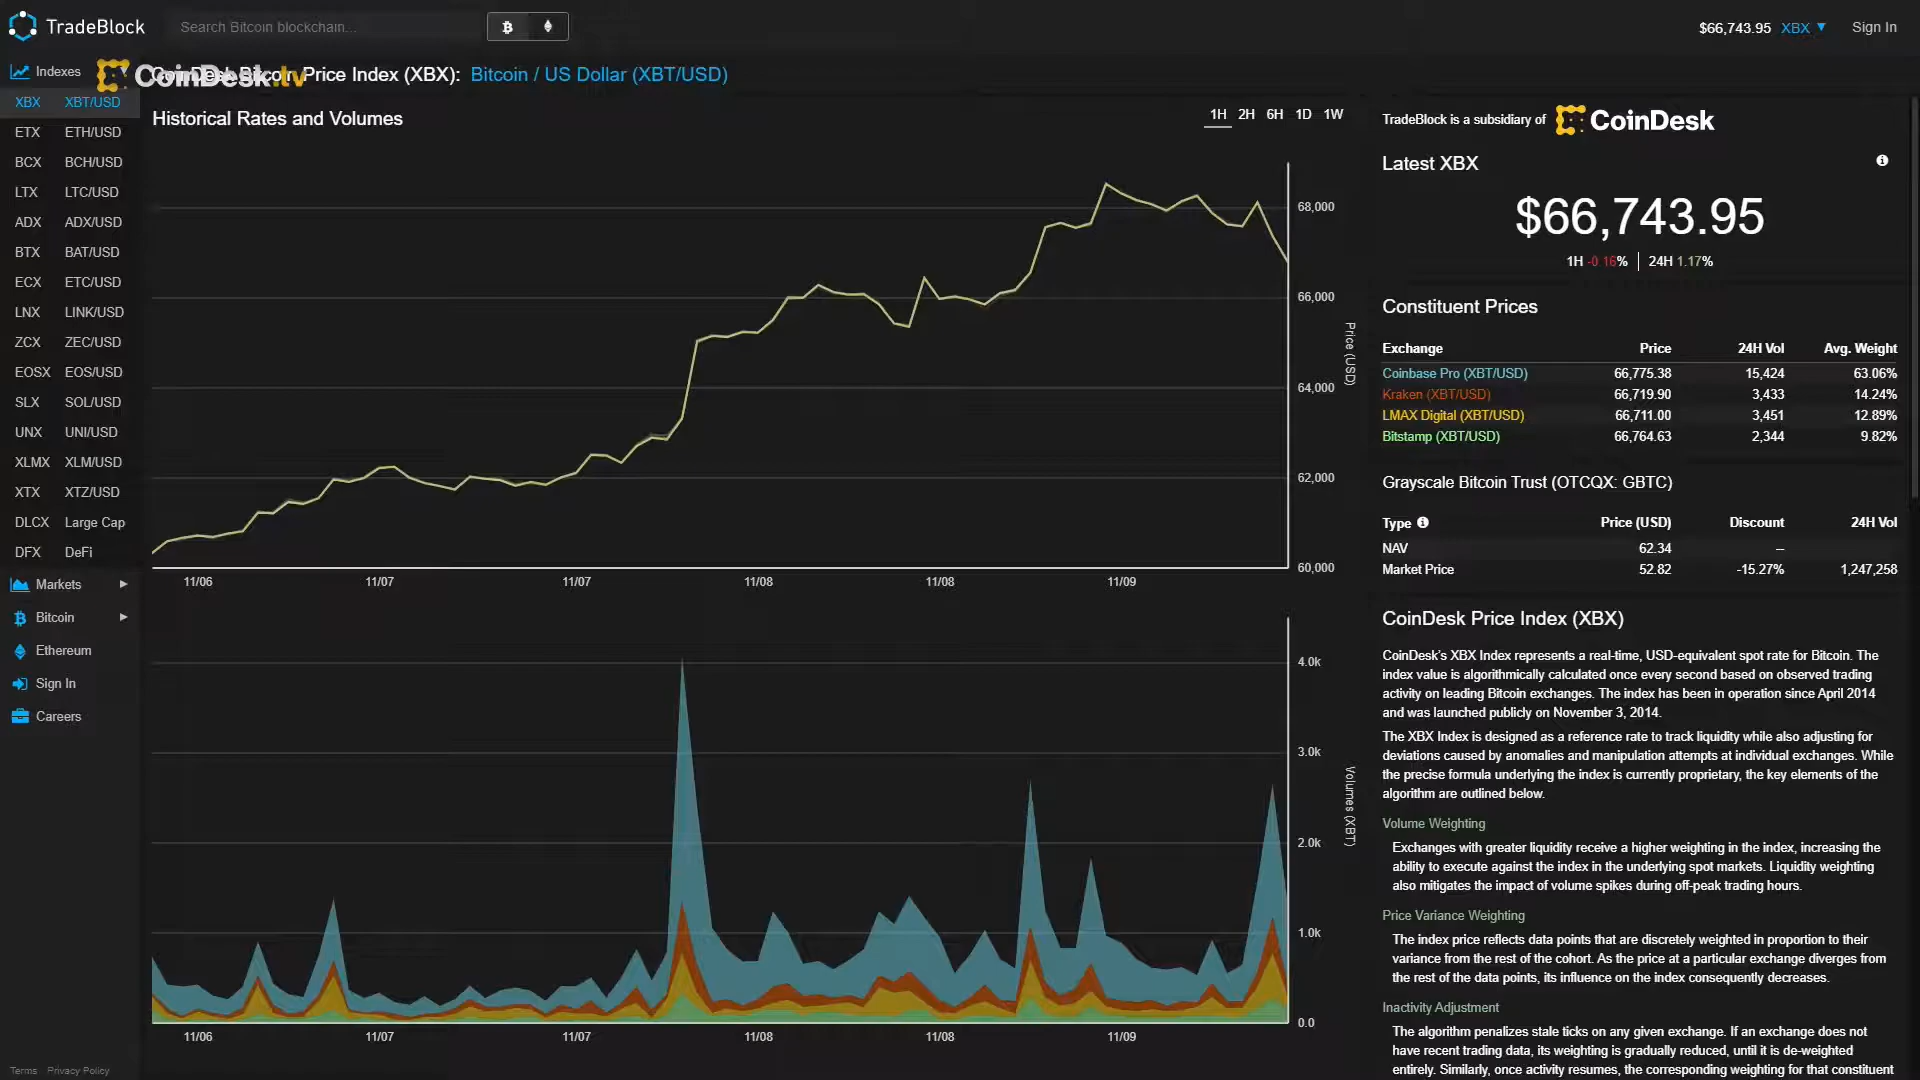 TradeBlock
Search Bitcoin blockchain...
$66,743.95 XBX ▼ Sign In
Indexes
CoinDesk.tv
CoinDesk Bitcoin Price Index (XBX): Bitcoin / US Dollar (XBT/USD)
XBX XBT/USD
ETX ETH/USD
BCX BCH/USD
LTX LTC/USD
ADX ADX/USD
BTX BAT/USD
ECX ETC/USD
LNX LINK/USD
ZCX ZEC/USD
EOSX EOS/USD
SLX SOL/USD
UNX UNI/USD
XLMX XLM/USD
XTX XTZ/USD
DLCX Large Cap
DFX DeFi
Markets
Bitcoin
Ethereum
Sign In
Careers
Terms Privacy Policy
Historical Rates and Volumes
1H 2H 6H 1D 1W
68,000
66,000
64,000
62,000
60,000
Price (USD)
11/06 11/07 11/07 11/08 11/08 11/09
4.0k
3.0k
2.0k
1.0k
0.0
Volumes (XBT)
11/06 11/07 11/07 11/08 11/08 11/09
TradeBlock is a subsidiary of CoinDesk
Latest XBX
$66,743.95
1H -0.16% 24H 1.17%
Constituent Prices
Exchange Price 24H Vol Avg. Weight
Coinbase Pro (XBT/USD) 66,775.38 15,424 63.06%
Kraken (XBT/USD) 66,719.90 3,433 14.24%
LMAX Digital (XBT/USD) 66,711.00 3,451 12.89%
Bitstamp (XBT/USD) 66,764.63 2,344 9.82%
Grayscale Bitcoin Trust (OTCQX: GBTC)
Type Price (USD) Discount 24H Vol
NAV 62.34 –
Market Price 52.82 -15.27% 1,247,258
CoinDesk Price Index (XBX)
CoinDesk's XBX Index represents a real-time, USD-equivalent spot rate for Bitcoin. The
index value is algorithmically calculated once every second based on observed trading
activity on leading Bitcoin exchanges. The index has been in operation since April 2014
and was launched publicly on November 3, 2014.
The XBX Index is designed as a reference rate to track liquidity while also adjusting for
deviations caused by anomalies and manipulation attempts at individual exchanges. While
the precise formula underlying the index is currently proprietary, the key elements of the
algorithm are outlined below.
Volume Weighting
Exchanges with greater liquidity receive a higher weighting in the index, increasing the
ability to execute against the index in the underlying spot markets. Liquidity weighting
also mitigates the impact of volume spikes during off-peak trading hours.
Price Variance Weighting
The index price reflects data points that are discretely weighted in proportion to their
variance from the rest of the cohort. As the price at a particular exchange diverges from
the rest of the data points, its influence on the index consequently decreases.
Inactivity Adjustment
The algorithm penalizes stale ticks on any given exchange. If an exchange does not
have recent trading data, its weighting is gradually reduced, until it is de-weighted
entirely. Similarly, once activity resumes, the corresponding weighting for that constituent